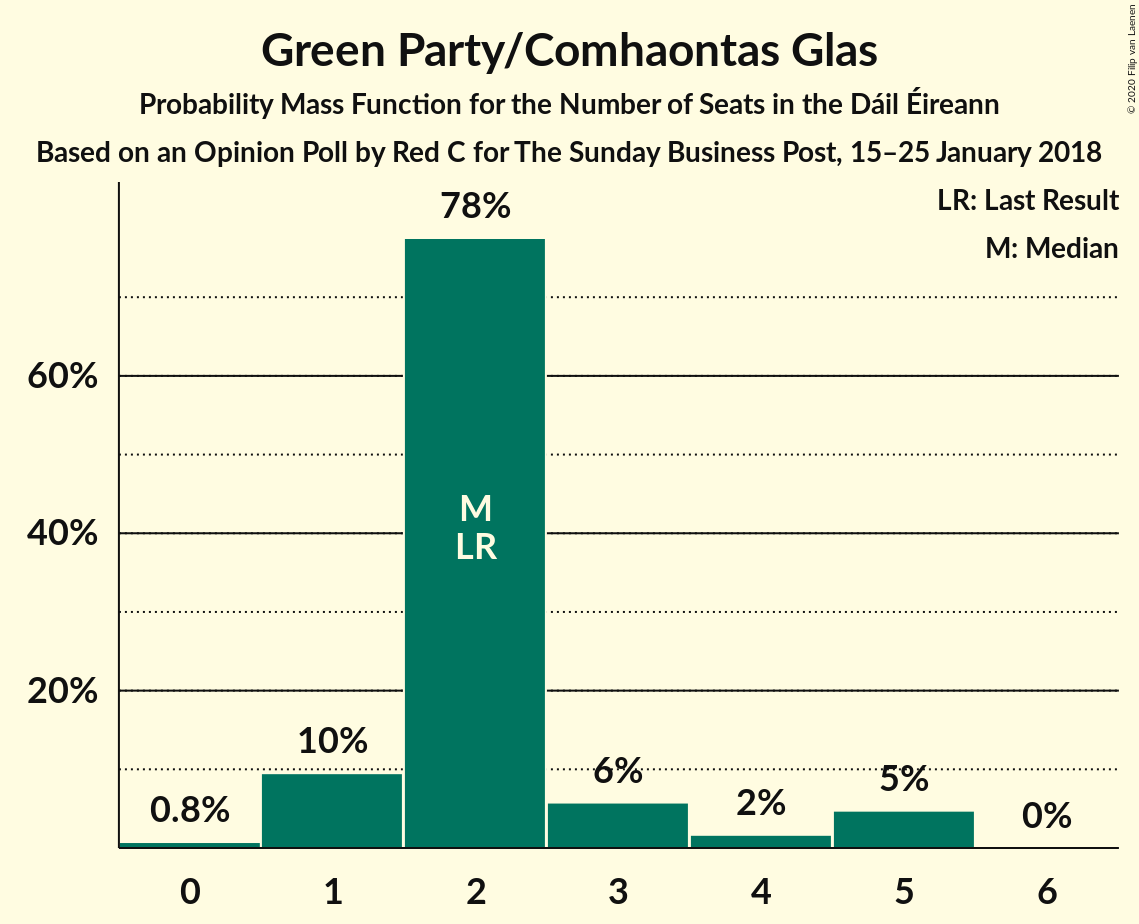 Green Party/Comhaontas Glas
Probability Mass Function for the Number of Seats in the Dáil Éireann
Based on an Opinion Poll by Red C for The Sunday Business Post, 15–25 January 2018
© 2020 Filip van Laenen
LR: Last Result
M: Median
78%
60%
40%
20%
M
LR
0.8%
10%
6%
2%
5%
0%
0 1 2 3 4 5 6